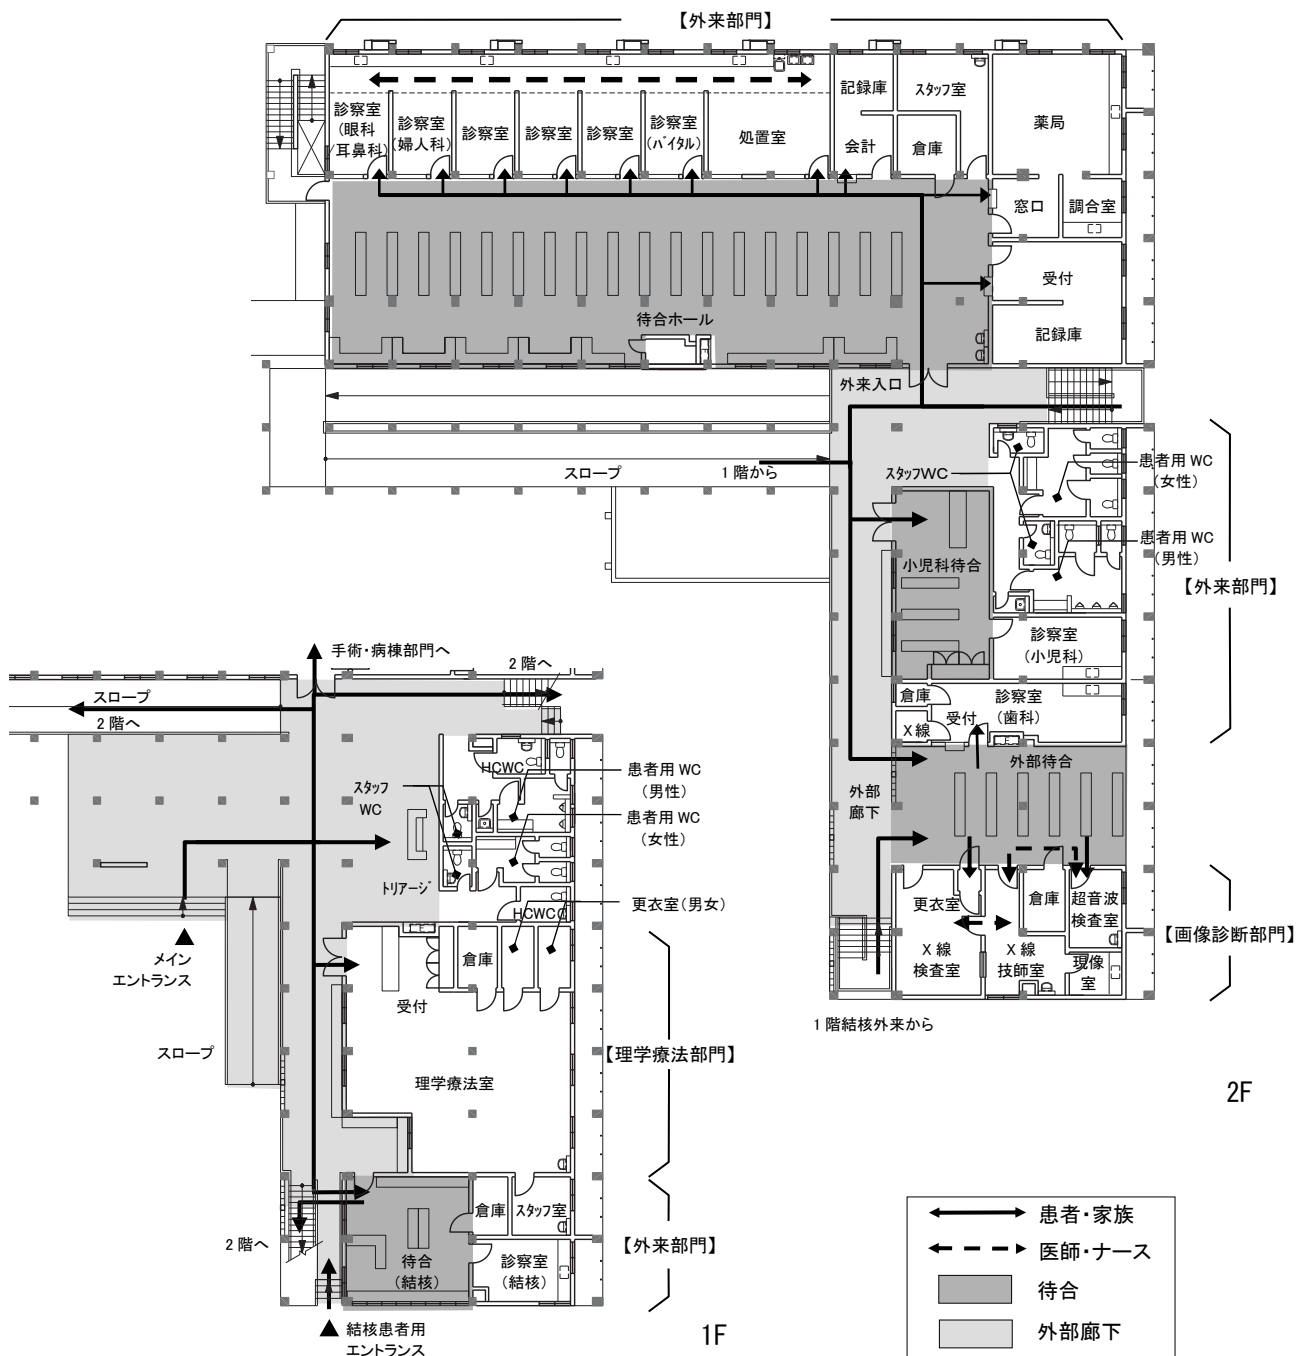 【外来部門】
診察室
(眼科
/耳鼻科)
診察室
(婦人科)
診察室
診察室
診察室
診察室
(バイタル)
処置室
記録庫
会計
スタッフ室
倉庫
薬局
窓口
調合室
受付
記録庫
待合ホール
外来入口
スロープ
1階から
スタッフWC
患者用WC
(女性)
患者用WC
(男性)
【外来部門】
小児科待合
診察室
(小児科)
倉庫
X線
受付
診察室
(歯科)
外部待合
外部
廊下
更衣室
X線
検査室
X線
技師室
倉庫
超音波
検査室
現像
室
【画像診断部門】
1階結核外来から
2F
手術・病棟部門へ
2階へ
スロープ
2階へ
HCWC
スタッフ
WC
患者用WC
(男性)
患者用WC
(女性)
トリアージ
HCWC
更衣室(男女)
メイン
エントランス
スロープ
倉庫
受付
理学療法室
【理学療法部門】
2階へ
倉庫
スタッフ室
待合
(結核)
診察室
(結核)
【外来部門】
結核患者用
エントランス
1F
患者・家族
医師・ナース
待合
外部廊下